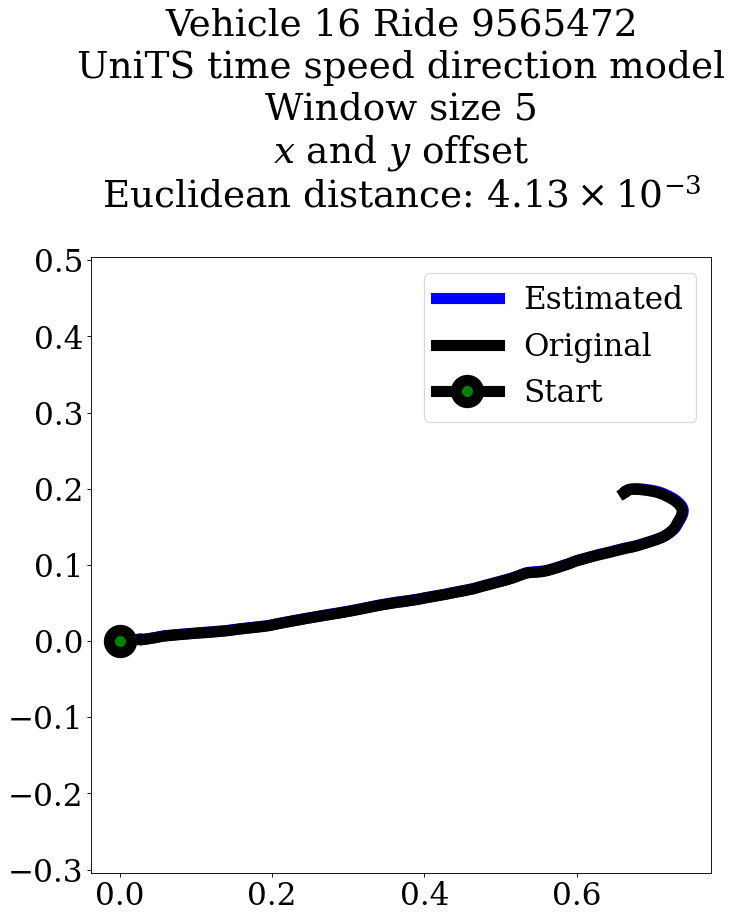 Vehicle 16 Ride 9565472
UniTS time speed direction model
Window size 5
x and y offset
Euclidean distance: 4.13 × 10⁻³
0.5
Estimated
0.4
Original
Start
0.3
0.2
0.1
0.0
−0.1
−0.2
−0.3
0.0 0.2 0.4 0.6